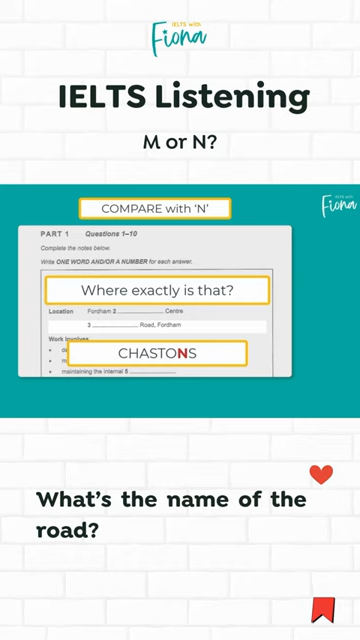 IELTS with
Fiona
IELTS Listening
M or N?
COMPARE with ‘N’
IELTS with
Fiona
PART 1 Questions 1–10
Complete the notes below.
Write ONE WORD AND/OR A NUMBER for each answer.
Where exactly is that?
Location Fordham 2 ............ Centre
3 ............ Road, Fordham
Work Involves
CHASTONS
• maintaining the internal 5 ............
What’s the name of the
road?